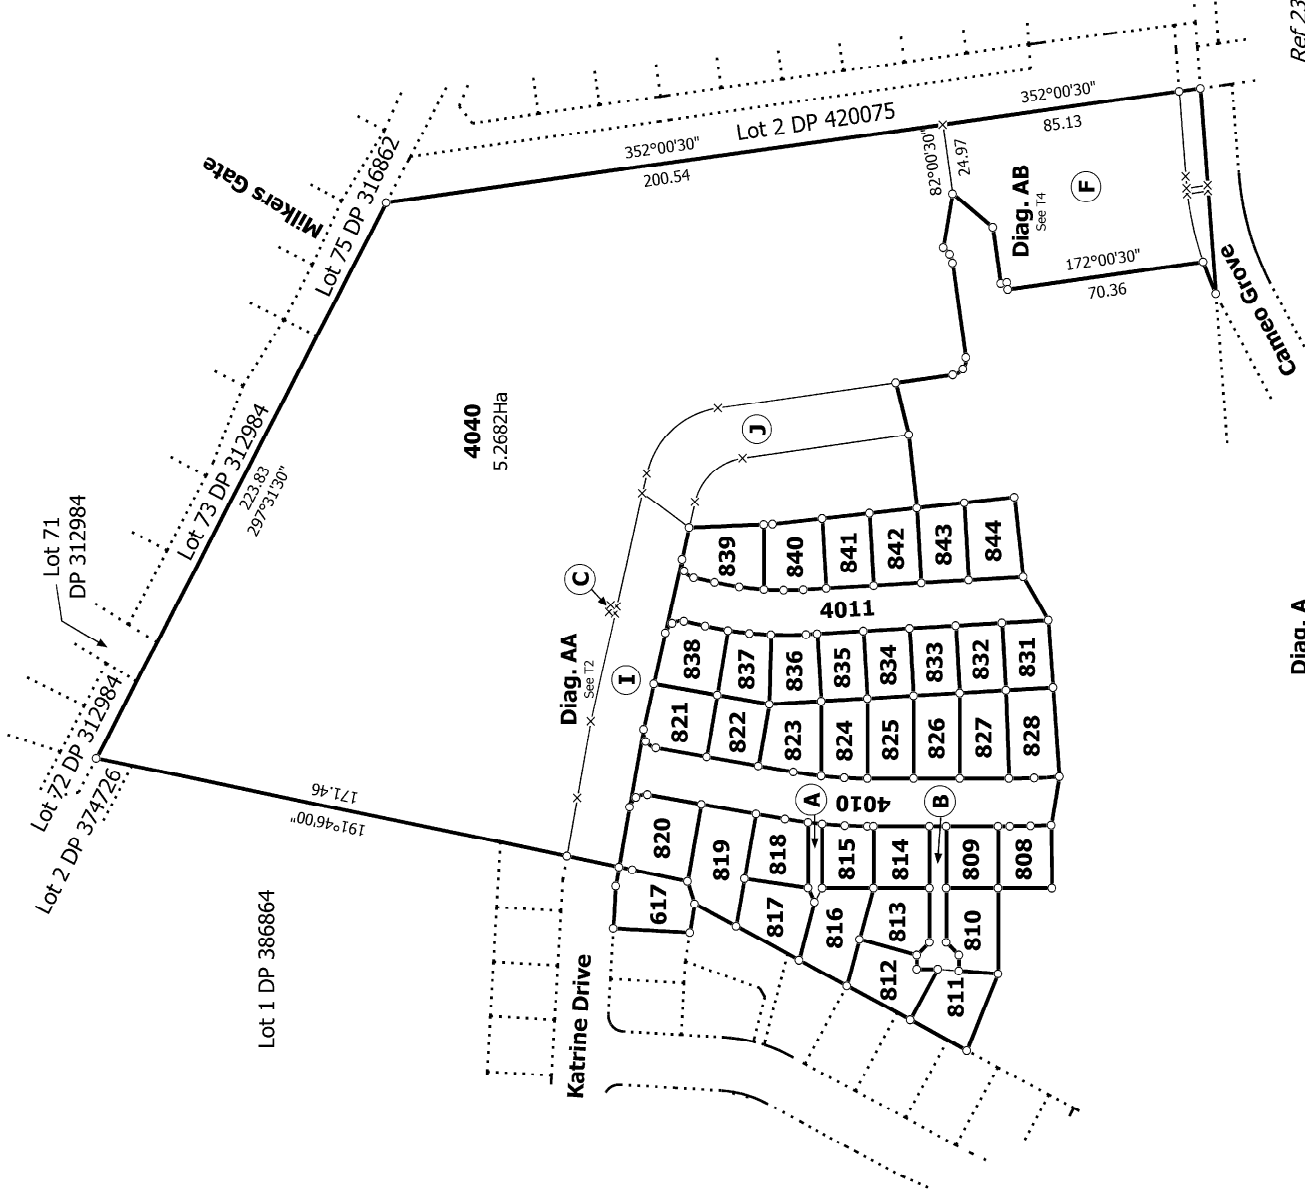 Ref 23
Milkers Gate
Lot 75 DP 316862
352°00'30"
200.54
Lot 2 DP 420075
352°00'30"
85.13
82°00'30"
24.97
Diag. AB
See T4
F
172°00'30"
70.36
Cameo Grove
Lot 73 DP 312984
223.83
297°31'30"
4040
5.2682Ha
J
Lot 71
DP 312984
Lot 72 DP 312984
Lot 2 DP 374726
171.46
191°46'00"
Lot 1 DP 386864
C
Diag. AA
See T2
I
839
840
841
842
843
844
4011
838
837
836
835
834
833
832
831
821
822
823
824
825
826
827
828
4010
A
B
820
819
818
815
814
809
808
617
817
816
813
810
812
811
Katrine Drive
Diag. A